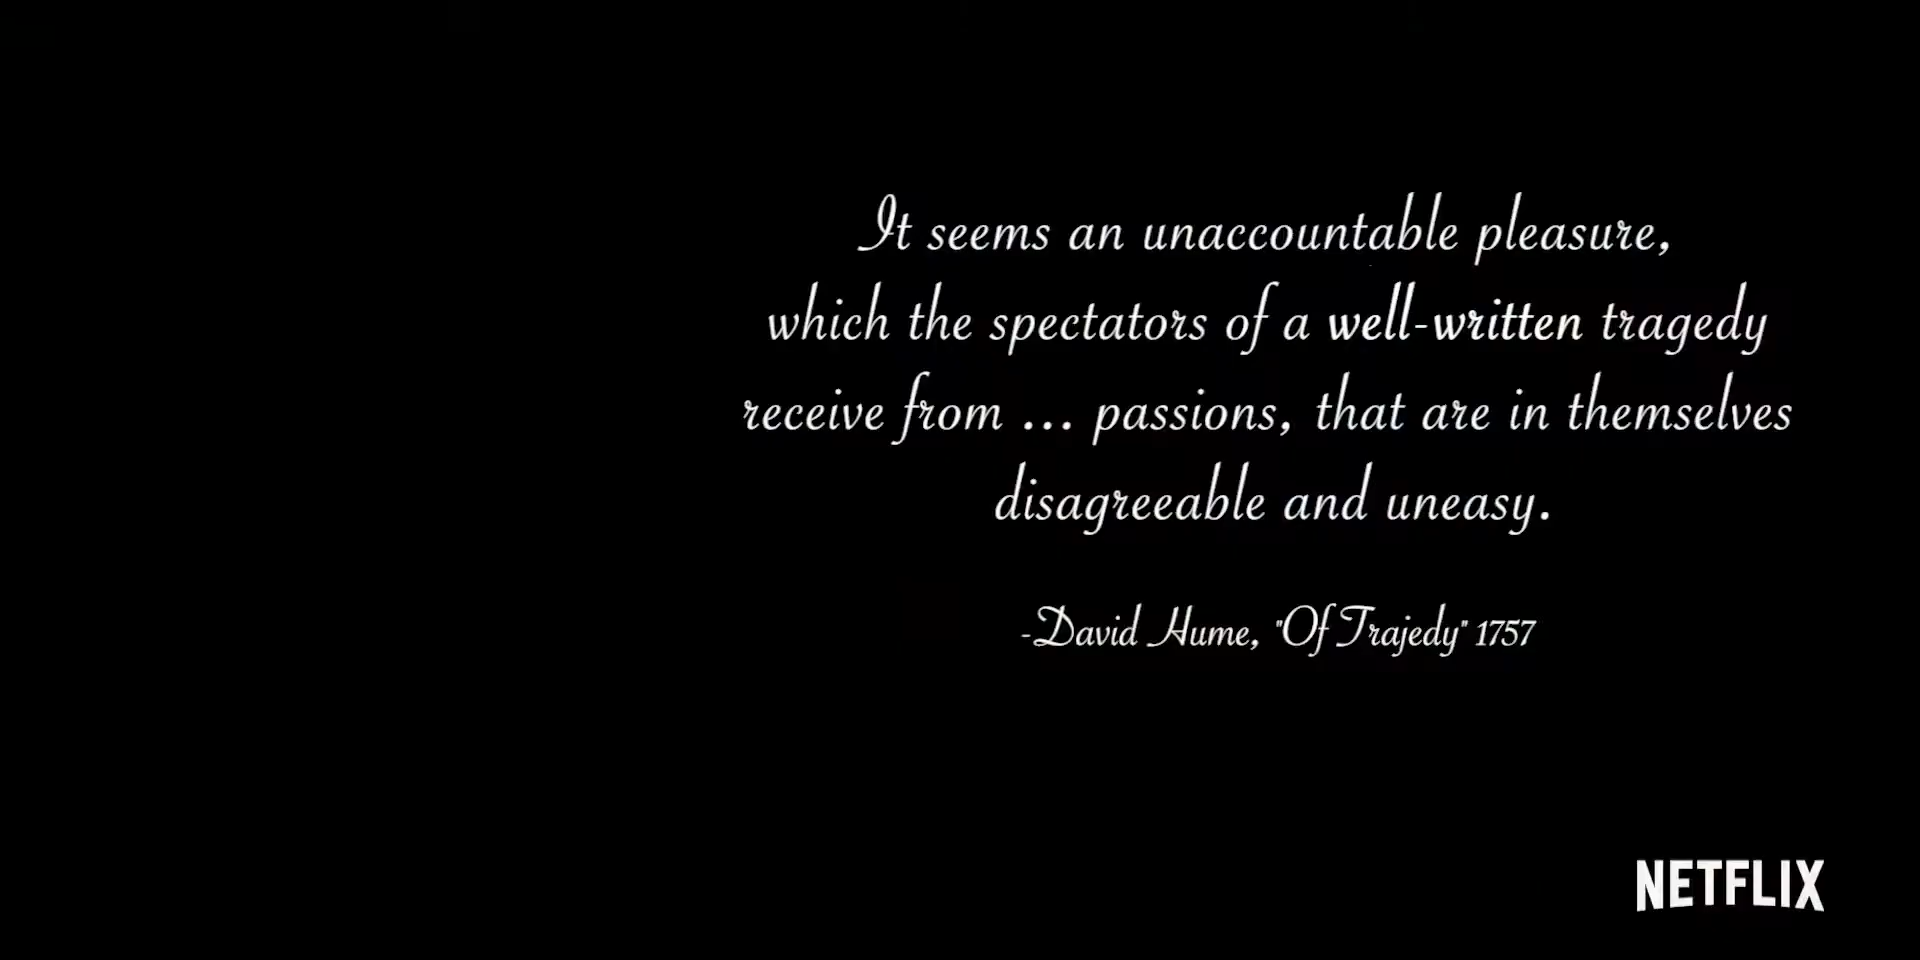 It seems an unaccountable pleasure,
which the spectators of a well-written tragedy
receive from ... passions, that are in themselves
disagreeable and uneasy.
-David Hume, "Of Trajedy" 1757
NETFLIX